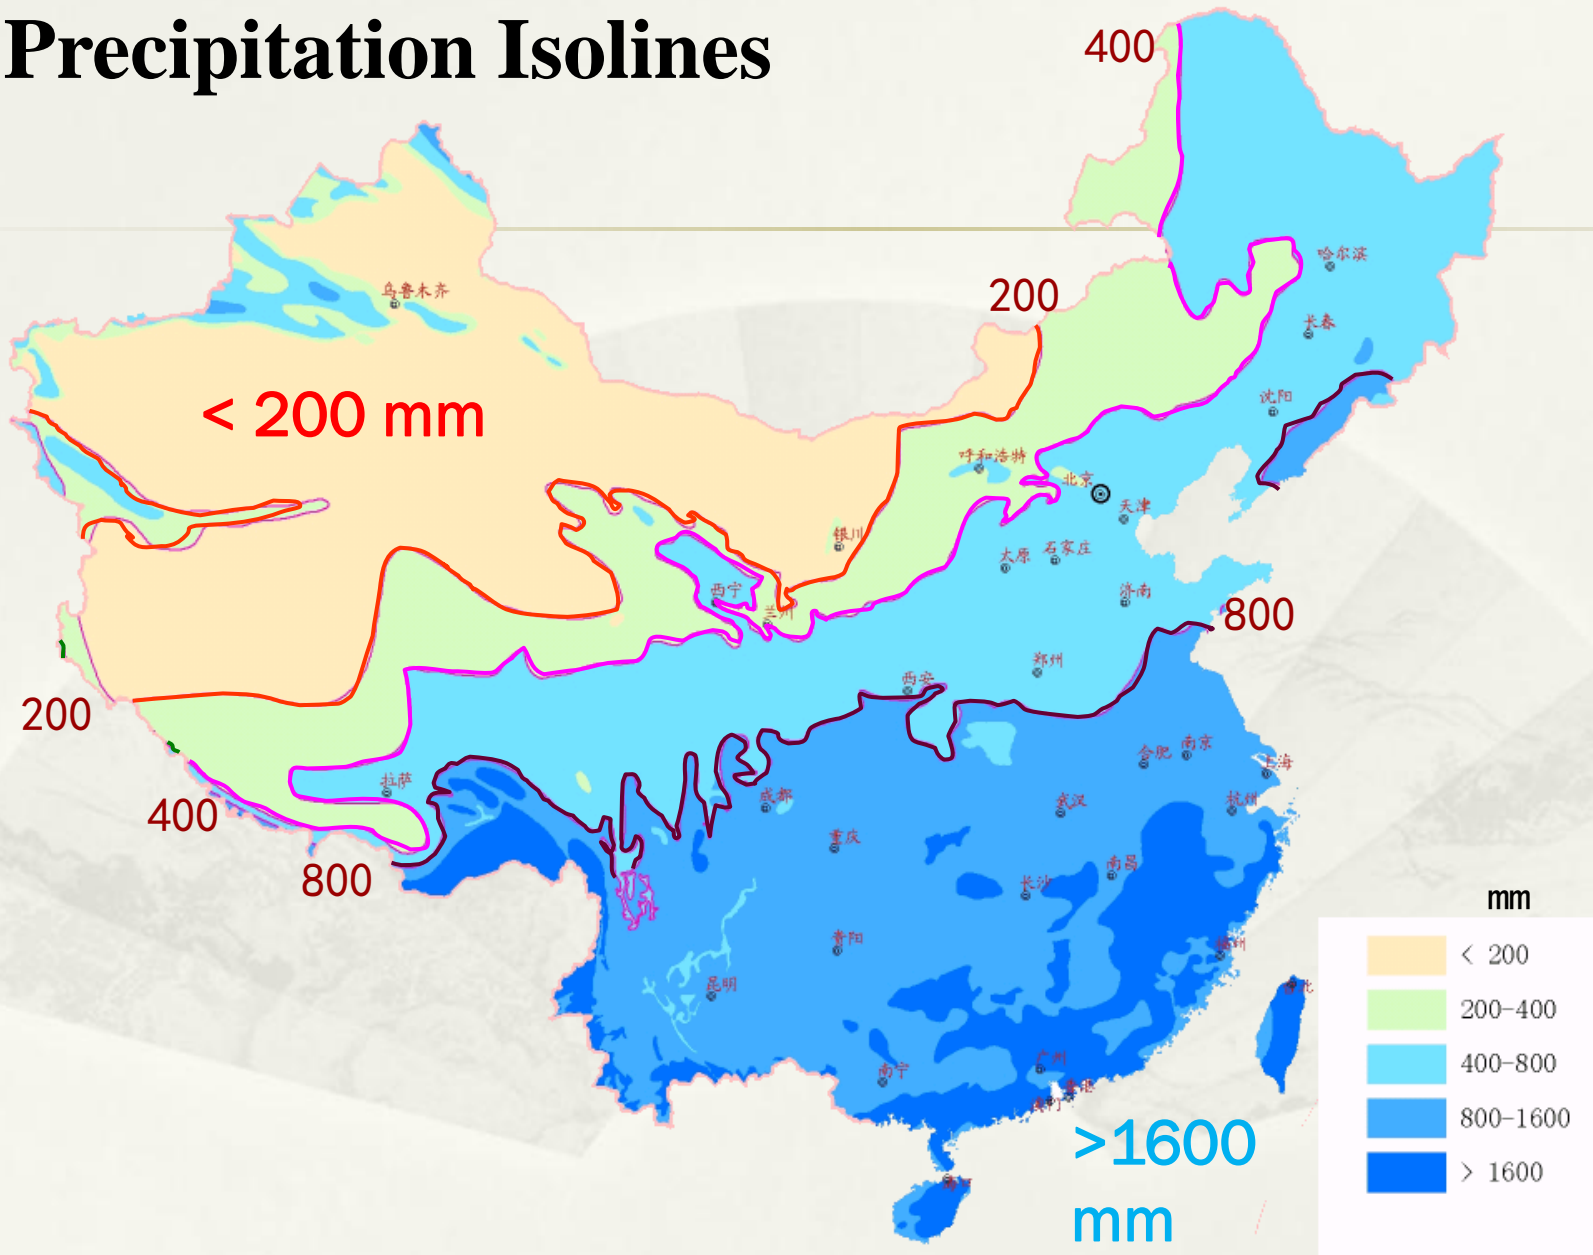 Precipitation Isolines
400
哈尔滨
乌鲁木齐
200
长春
< 200 mm
沈阳
呼和浩特
北京
天津
银川
太原
石家庄
西宁
济南
兰州
800
郑州
西安
200
合肥
南京
上海
拉萨
400
成都
武汉
杭州
重庆
800
南昌
长沙
mm
贵阳
福州
< 200
昆明
200-400
广州
南宁
400-800
800-1600
>1600
mm
> 1600